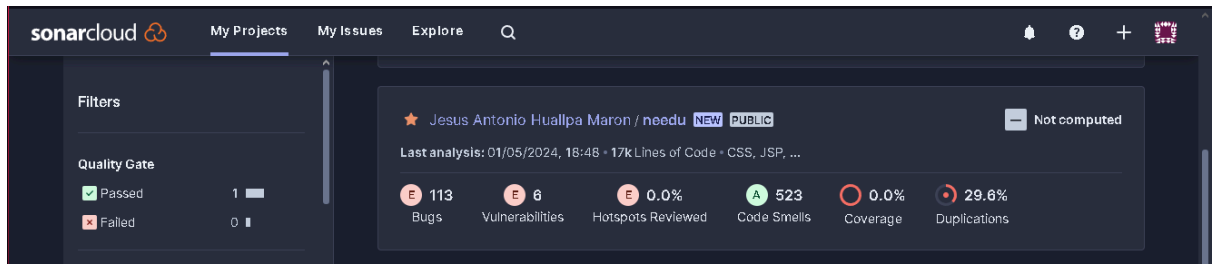 sonarcloud My Projects My Issues Explore
Filters
Quality Gate
Passed 1
Failed 0
Jesus Antonio Huallpa Maron / needu NEW PUBLIC
Not computed
Last analysis: 01/05/2024, 18:48 • 17k Lines of Code • CSS, JSP, ...
E 113 E 6 E 0.0% A 523 0.0% 29.6%
Bugs Vulnerabilities Hotspots Reviewed Code Smells Coverage Duplications